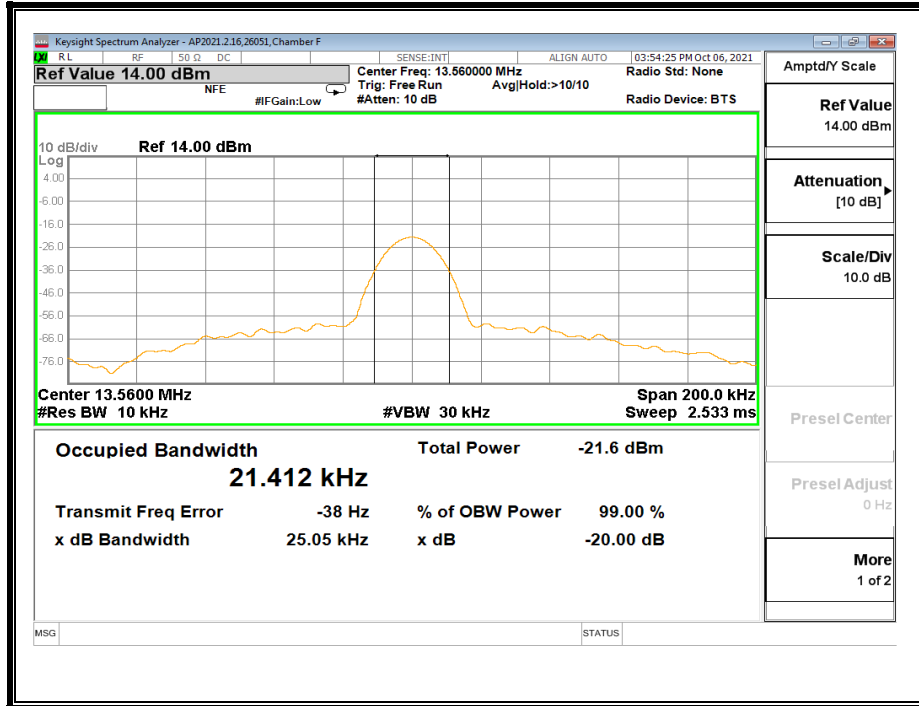 Keysight Spectrum Analyzer - AP2021.2.16,26051,Chamber F
LXI RL RF 50 Ω DC SENSE:INT ALIGN AUTO 03:54:25 PM Oct 06, 2021
Ref Value 14.00 dBm
NFE
#IFGain:Low
Center Freq: 13.560000 MHz
Trig: Free Run Avg|Hold:>10/10
#Atten: 10 dB
Radio Std: None
Radio Device: BTS
10 dB/div Ref 14.00 dBm
Log
4.00
-6.00
-16.0
-26.0
-36.0
-46.0
-56.0
-66.0
-76.0
Center 13.5600 MHz Span 200.0 kHz
#Res BW 10 kHz #VBW 30 kHz Sweep 2.533 ms
Occupied Bandwidth Total Power -21.6 dBm
21.412 kHz
Transmit Freq Error -38 Hz % of OBW Power 99.00 %
x dB Bandwidth 25.05 kHz x dB -20.00 dB
MSG STATUS
Amptd/Y Scale
Ref Value
14.00 dBm
Attenuation
[10 dB]
Scale/Div
10.0 dB
Presel Center
Presel Adjust
0 Hz
More
1 of 2